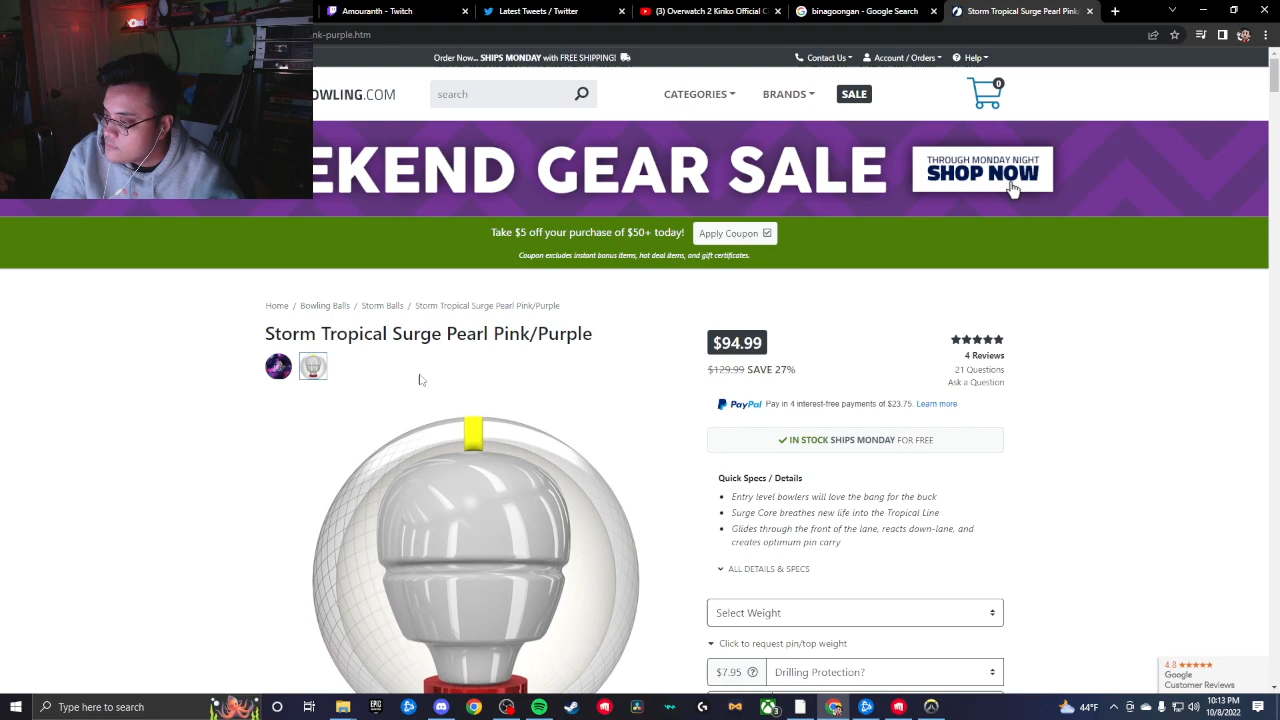 Amouranth - Twitch
Latest Tweets / Twitter
(3) Overwatch 2 Siorto Official C
binagoongan - Google Search
Storm Tropical Surge Pearl Pink
nk-purple.htm
Order Now... SHIPS MONDAY with FREE SHIPPING!
Contact Us
Account / Orders
Help
OWLING.COM
search
CATEGORIES
BRANDS
SALE
0
EKEND GEAR SALE
THROUGH MONDAY NIGHT
SHOP NOW
Take $5 off your purchase of $50+ today!
Apply Coupon
Coupon excludes instant bonus items, hot deal items, and gift certificates.
Home / Bowling Balls / Storm Balls / Storm Tropical Surge Pearl Pink/Purple
Storm Tropical Surge Pearl Pink/Purple
$94.99
4 Reviews
$129.99 SAVE 27%
21 Questions
Ask a Question
PayPal Pay in 4 interest-free payments of $23.75. Learn more
IN STOCK SHIPS MONDAY FOR FREE
Quick Specs / Details
Entry level bowlers will love the bang for the buck
Surge Core breathes new life into the Tropical Line
Glides through the front of the lane, reacts down-lane, and
creates optimum pin carry
ALL DETAILS & SPECS
Select Weight
Click to request pin/top weight
$7.95
Drilling Protection?
4.8
Google
Customer Reviews
Type here to search
EPIC
44°F
10:13 PM
10/8/2022